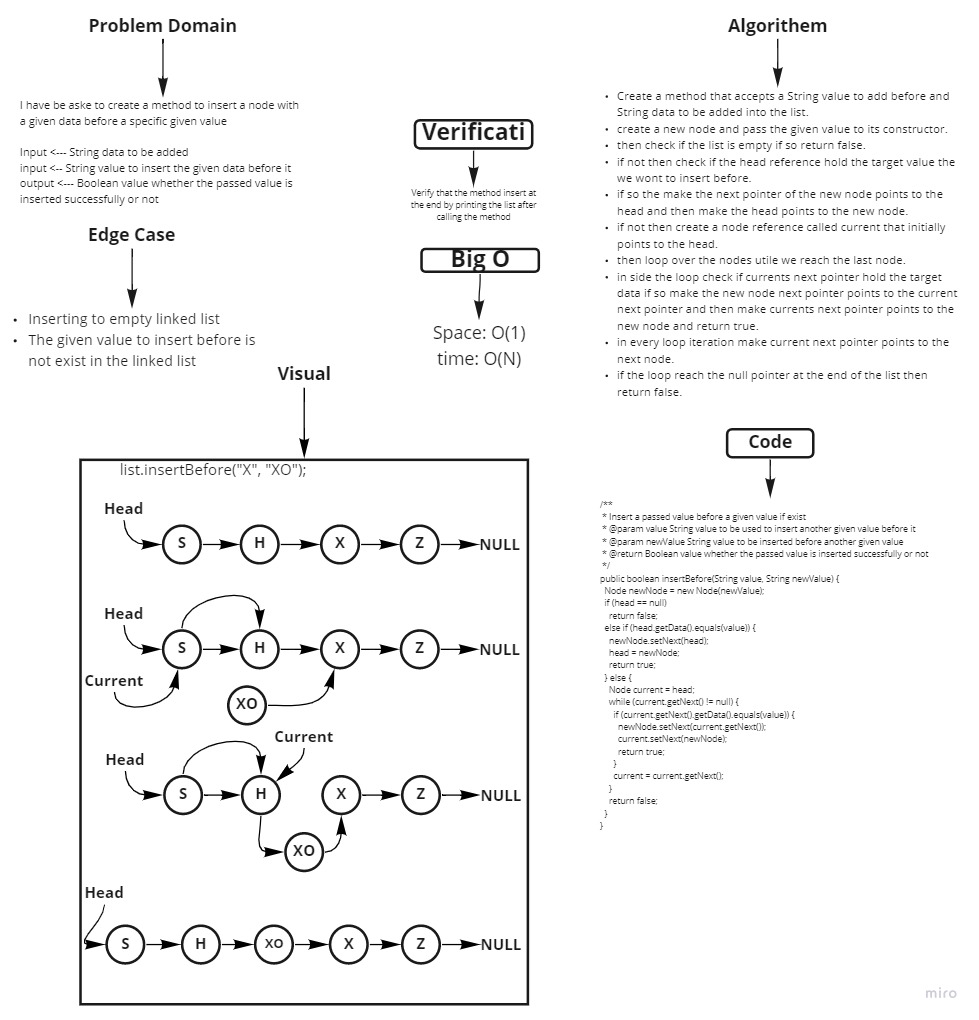 Problem Domain
I have be aske to create a method to insert a node with
a given data before a specific given value
Input <--- String data to be added
input <-- String value to insert the given data before it
output <--- Boolean value whether the passed value is
inserted successfully or not
Edge Case
• Inserting to empty linked list
• The given value to insert before is
not exist in the linked list
Verificati
Verify that the method insert at
the end by printing the list after
calling the method
Big O
Space: O(1)
time: O(N)
Algorithem
• Create a method that accepts a String value to add before and
String data to be added into the list.
• create a new node and pass the given value to its constructor.
• then check if the list is empty if so return false.
• if not then check if the head reference hold the target value the
we wont to insert before.
• if so the make the next pointer of the new node points to the
head and then make the head points to the new node.
• if not then create a node reference called current that initially
points to the head.
• then loop over the nodes utile we reach the last node.
• in side the loop check if currents next pointer hold the target
data if so make the new node next pointer points to the current
next pointer and then make currents next pointer points to the
new node and return true.
• in every loop iteration make current next pointer points to the
next node.
• if the loop reach the null pointer at the end of the list then
return false.
Visual
list.insertBefore("X", "XO");
Head
S H X Z NULL
Head
S H X Z NULL
Current
XO
Current
Head
S H X Z NULL
XO
Head
S H XO X Z NULL
Code
/**
* Insert a passed value before a given value if exist
* @param value String value to be used to insert another given value before it
* @param newValue String value to be inserted before another given value
* @return Boolean value whether the passed value is inserted successfully or not
*/
public boolean insertBefore(String value, String newValue) {
Node newNode = new Node(newValue);
if (head == null)
return false;
else if (head.getData().equals(value)) {
newNode.setNext(head);
head = newNode;
return true;
} else {
Node current = head;
while (current.getNext() != null) {
if (current.getNext().getData().equals(value)) {
newNode.setNext(current.getNext());
current.setNext(newNode);
return true;
}
current = current.getNext();
}
return false;
}
}
miro